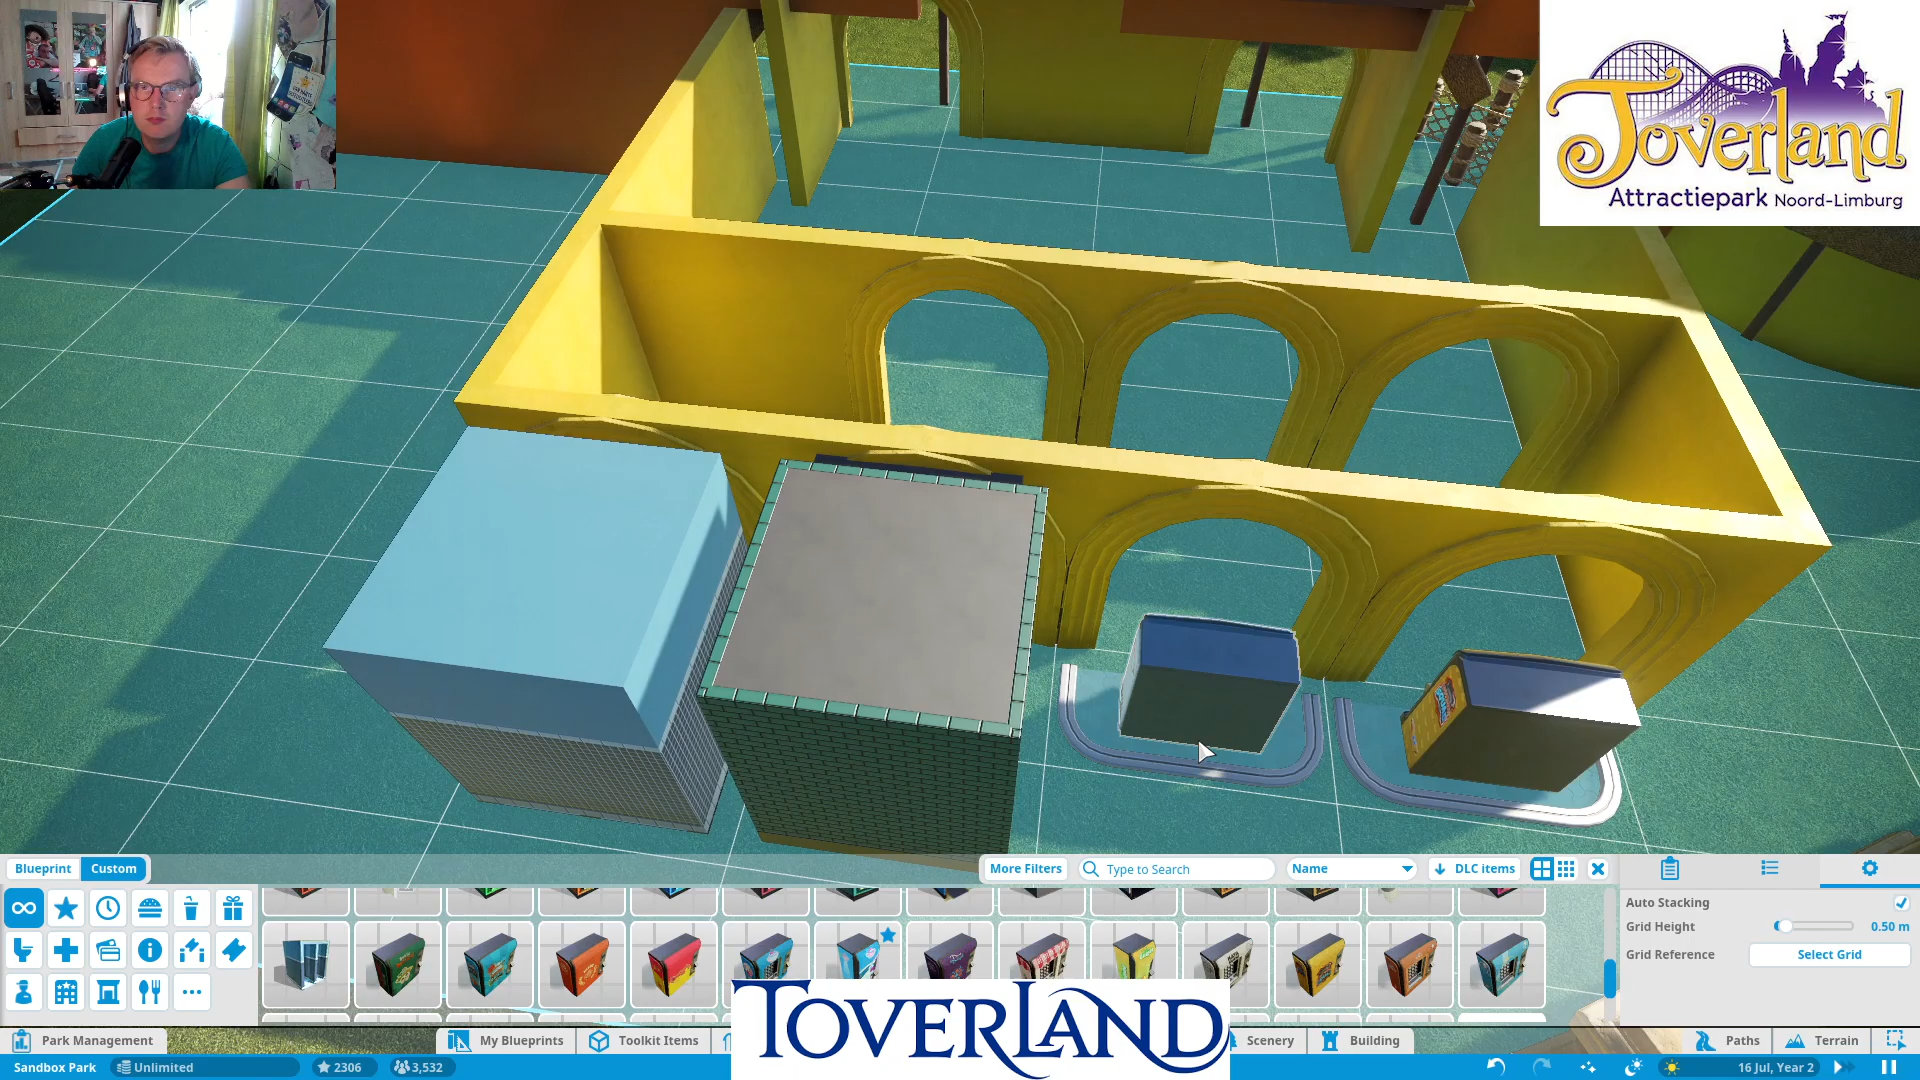 Toverland
Attractiepark Noord-Limburg
Blueprint
Custom
More Filters
Type to Search
Name
DLC items
Auto Stacking
Grid Height
0.50 m
Grid Reference
Select Grid
TOVERLAND
Park Management
My Blueprints
Toolkit Items
Scenery
Building
Paths
Terrain
Sandbox Park
Unlimited
2306
3,532
16 Jul, Year 2